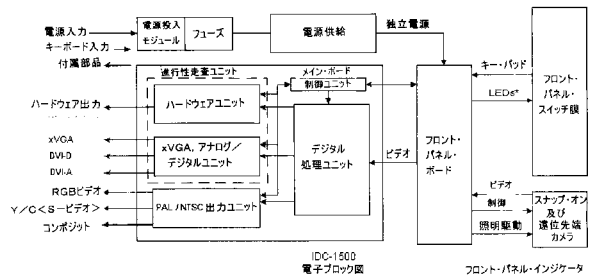 電源入力
キーボード入力
付属部品
電源投入
モジュール
フューズ
電源供給
独立電源
進行性走査ユニット
ハードウェアユニット
xVGA, アナログ／
デジタルユニット
PAL/NTSC 出力ユニット
メイン・ボード
制御ユニット
デジタル
処理ユニット
ビデオ
フロント・
パネル・
ボード
キー・パッド
LEDs*
フロント・
パネル・
スイッチ膜
ハードウェア出力
xVGA
DVI-D
DVI-A
RGBビデオ
Y／C<S－ビデオ>
コンポジット
ビデオ
制御
照明駆動
スナップ・オン
及び
遠位先端
カメラ
IDC-1500
電子ブロック図
フロント・パネル・インジケータ